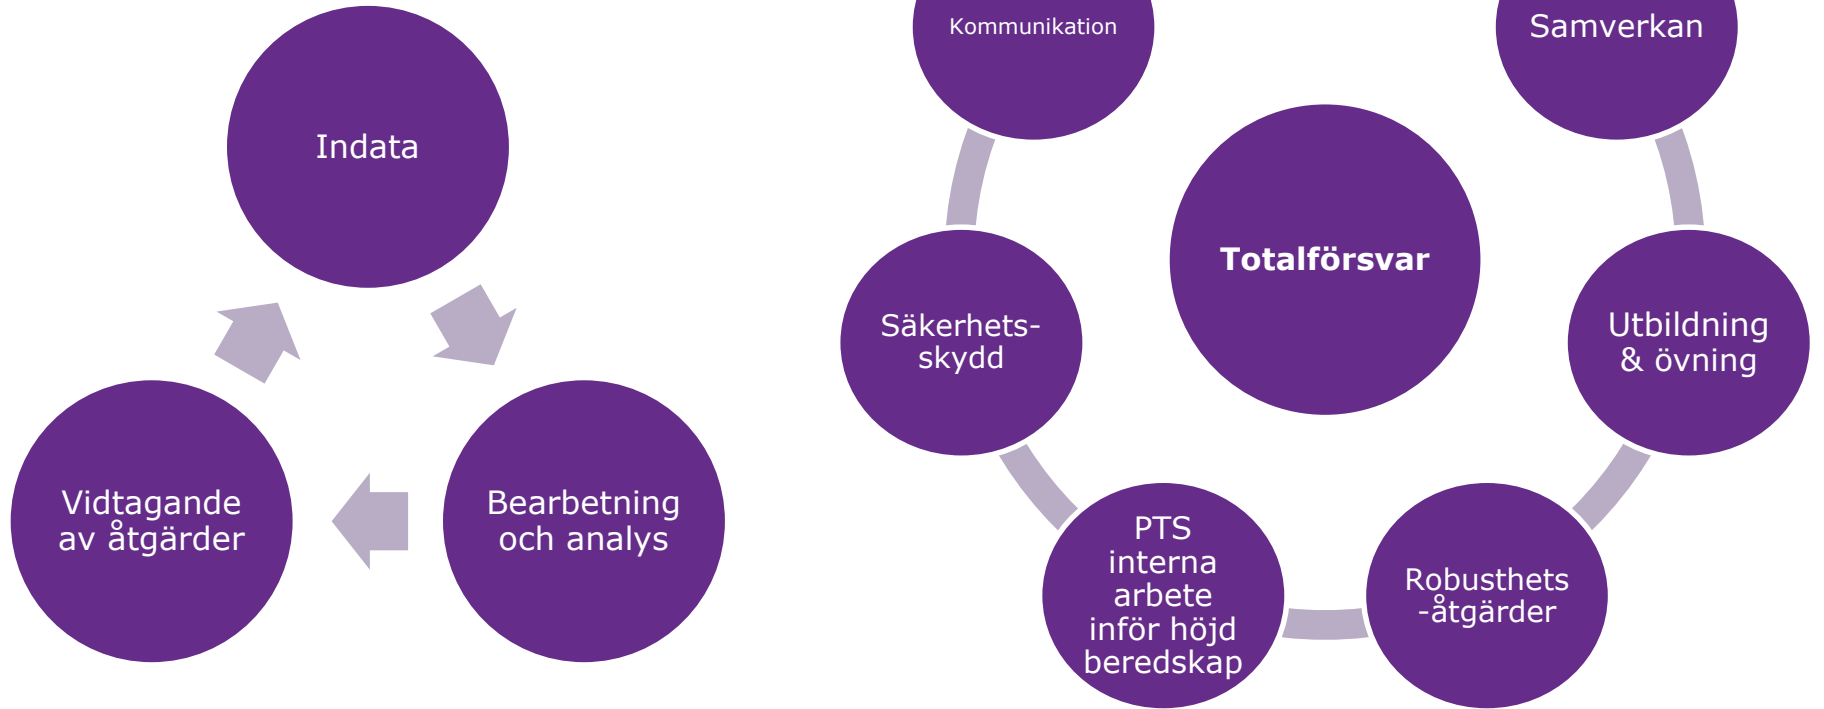 Indata
Bearbetning
och analys
Vidtagande
av åtgärder
Kommunikation
Samverkan
Totalförsvar
Säkerhets-
skydd
Utbildning
& övning
PTS
interna
arbete
inför höjd
beredskap
Robusthets
-åtgärder